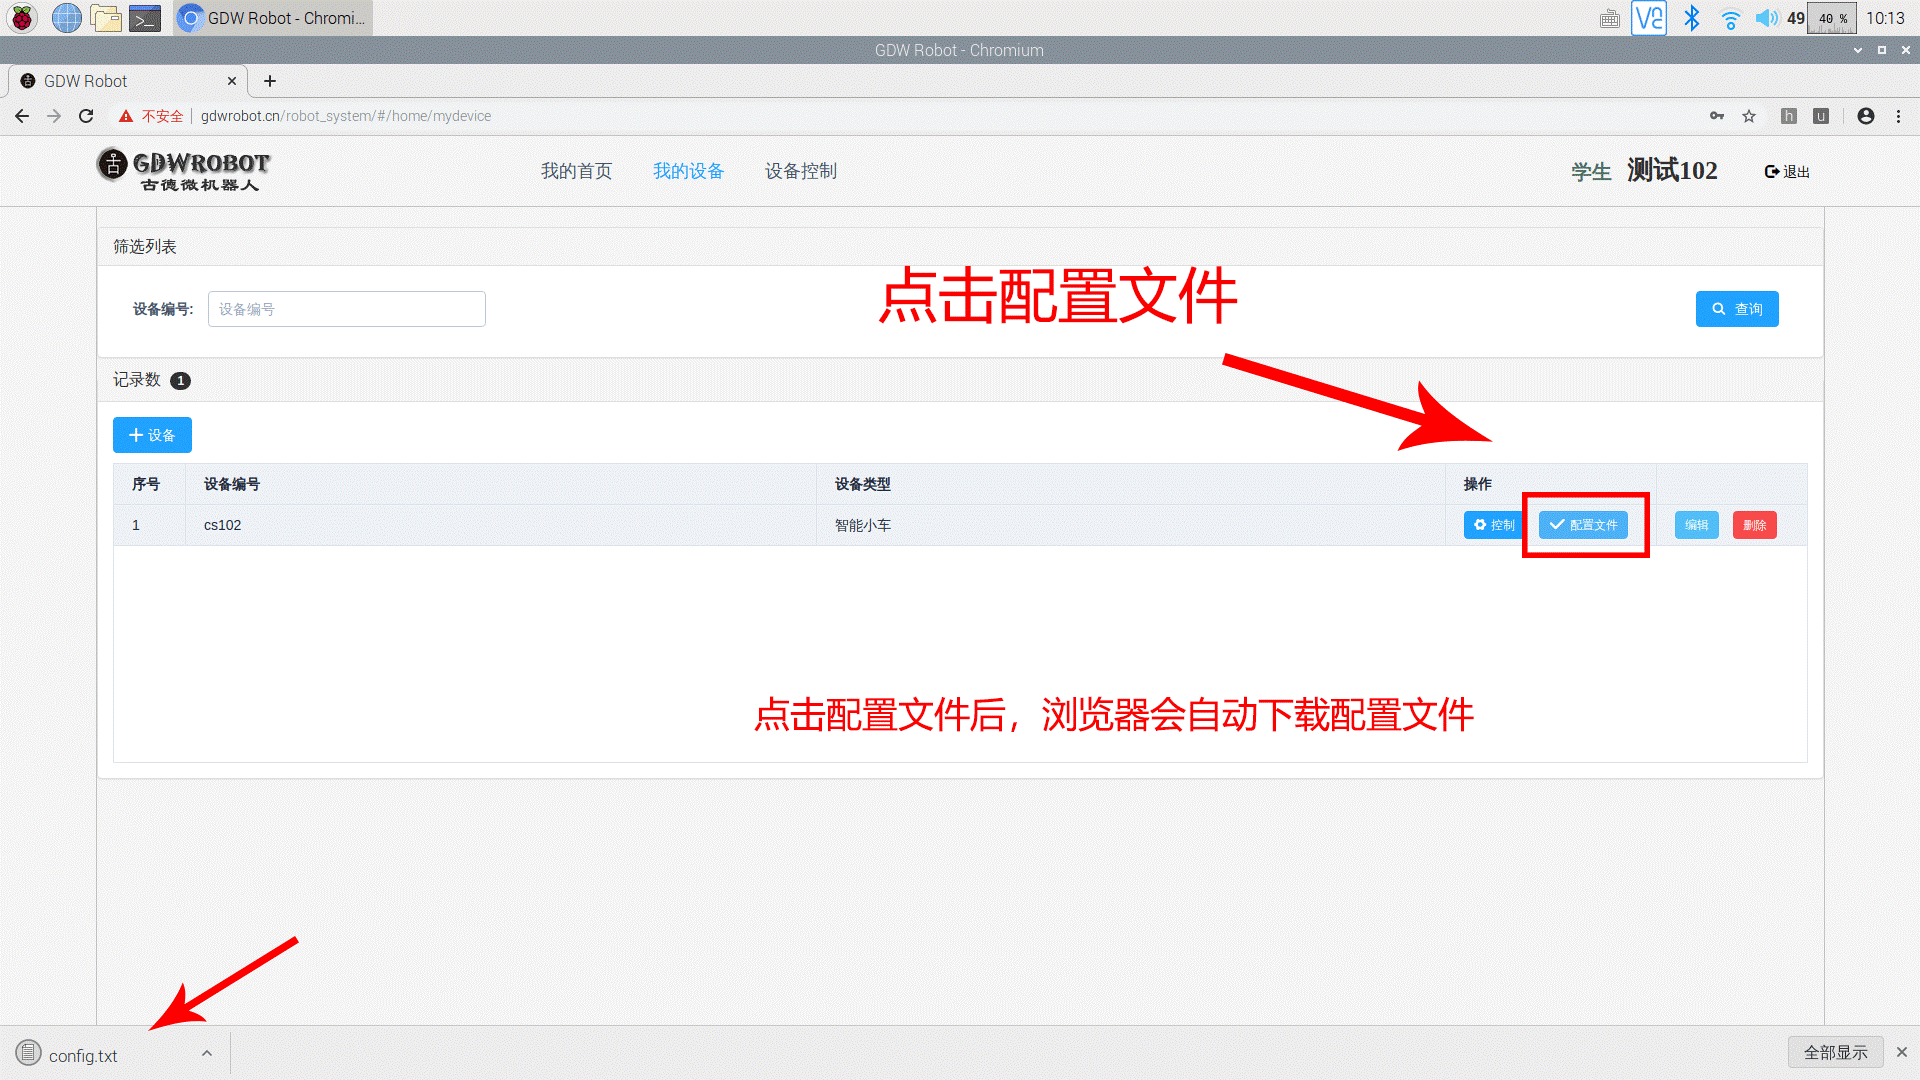 GDW Robot - Chromi...
49
40 %
10:13
GDW Robot - Chromium
GDW Robot
不安全
gdwrobot.cn/robot_system/#/home/mydevice
h
u
古
GDWROBOT
古德微机器人
我的首页
我的设备
设备控制
学生
测试102
退出
筛选列表
点击配置文件
设备编号:
设备编号
查询
记录数 1
设备
序号
设备编号
设备类型
操作
1
cs102
智能小车
控制
配置文件
编辑
删除
点击配置文件后，浏览器会自动下载配置文件
config.txt
全部显示